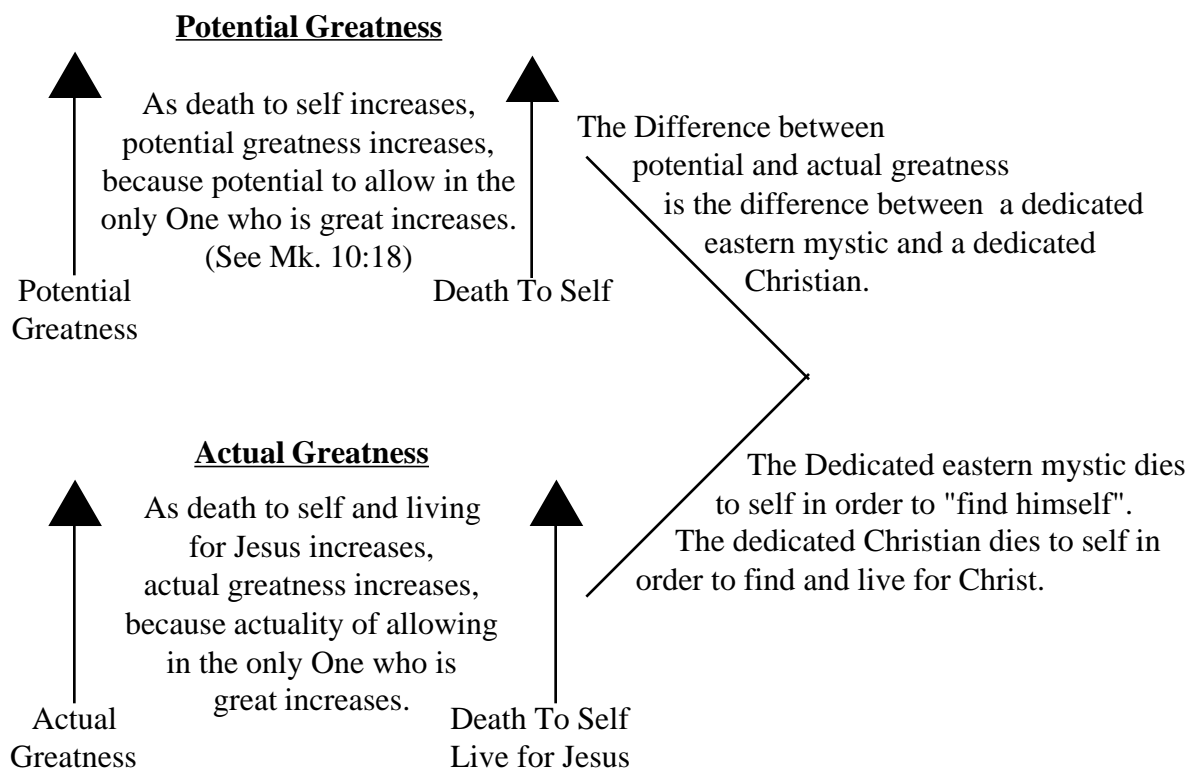 Potential Greatness
As death to self increases,
potential greatness increases,
because potential to allow in the
only One who is great increases.
(See Mk. 10:18)
Potential
Greatness
Death To Self
The Difference between
potential and actual greatness
is the difference between  a dedicated
eastern mystic and a dedicated
Christian.
Actual Greatness
As death to self and living
for Jesus increases,
actual greatness increases,
because actuality of allowing
in the only One who is
great increases.
Actual
Greatness
Death To Self
Live for Jesus
The Dedicated eastern mystic dies
to self in order to "find himself".
The dedicated Christian dies to self in
order to find and live for Christ.